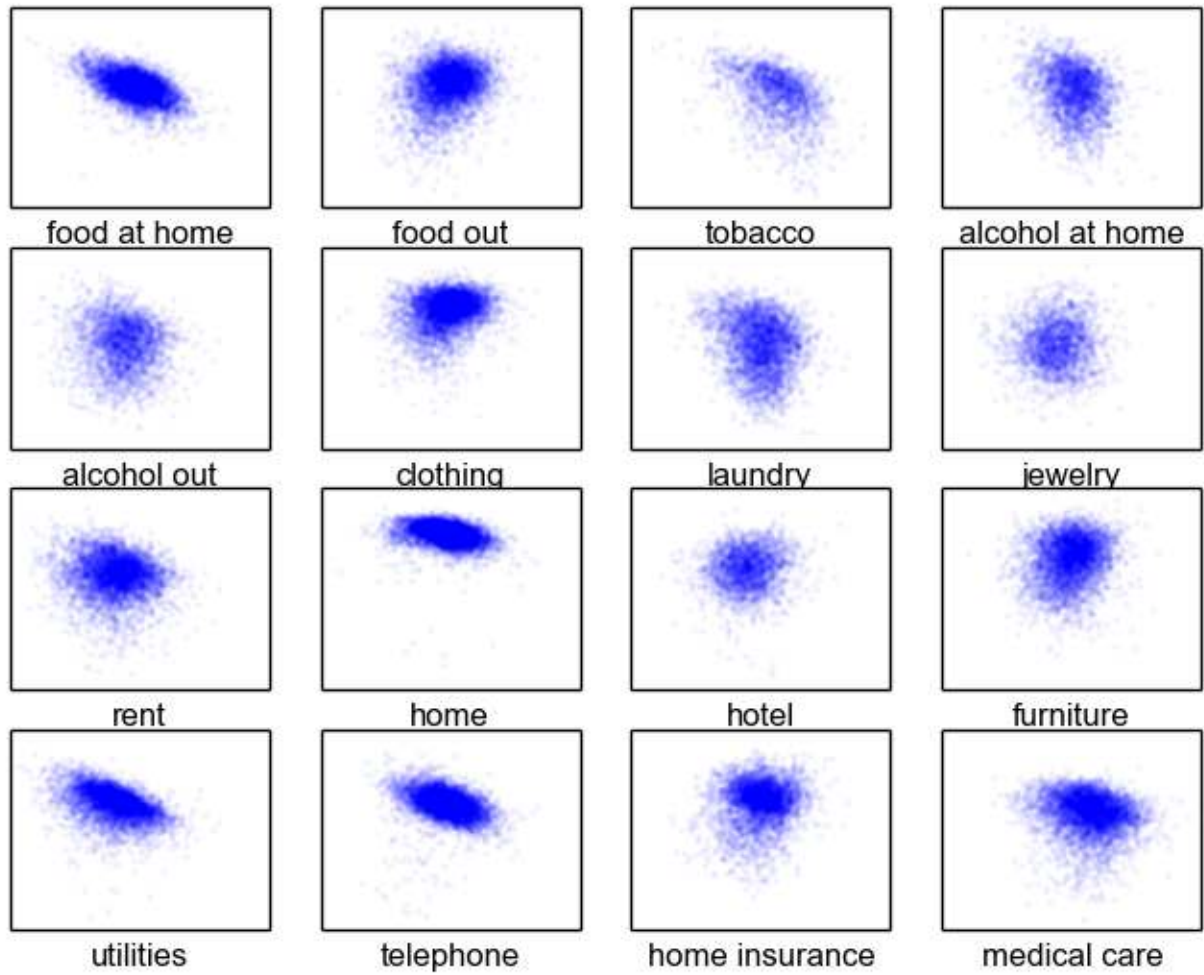 food at home food out tobacco alcohol at home
alcohol out clothing laundry jewelry
rent home hotel furniture
utilities telephone home insurance medical care